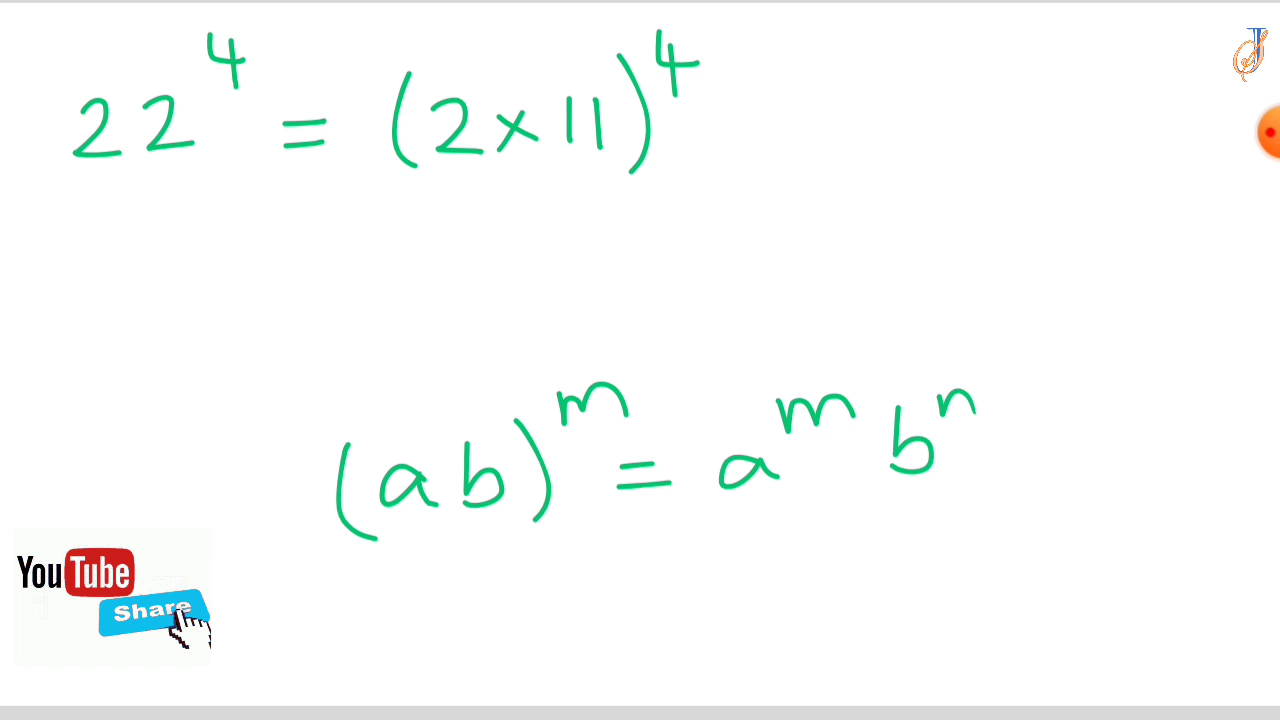 22⁴ = (2×11)⁴
(ab)ᵐ = aᵐ bⁿ
YouTube
Share